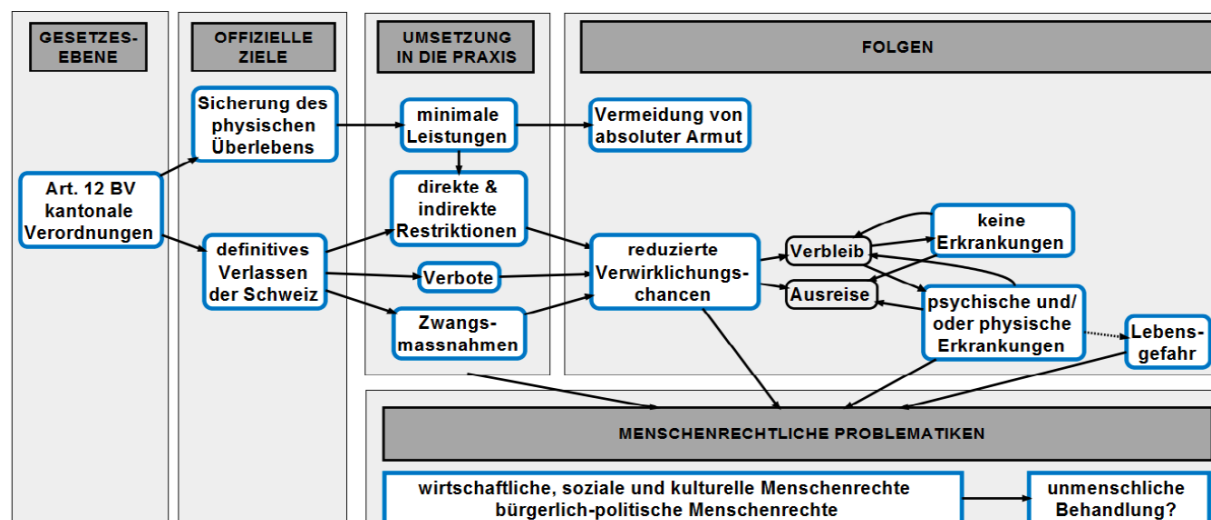 GESETZES-
EBENE
OFFIZIELLE
ZIELE
UMSETZUNG
IN DIE PRAXIS
FOLGEN
Sicherung des
physischen
Überlebens
minimale
Leistungen
Vermeidung von
absoluter Armut
Art. 12 BV
kantonale
Verordnungen
direkte &
indirekte
Restriktionen
definitives
Verlassen
der Schweiz
Verbote
Zwangs-
massnahmen
reduzierte
Verwirklichungs-
chancen
Verbleib
Ausreise
keine
Erkrankungen
psychische und/
oder physische
Erkrankungen
Lebens-
gefahr
MENSCHENRECHTLICHE PROBLEMATIKEN
wirtschaftliche, soziale und kulturelle Menschenrechte
bürgerlich-politische Menschenrechte
unmenschliche
Behandlung?